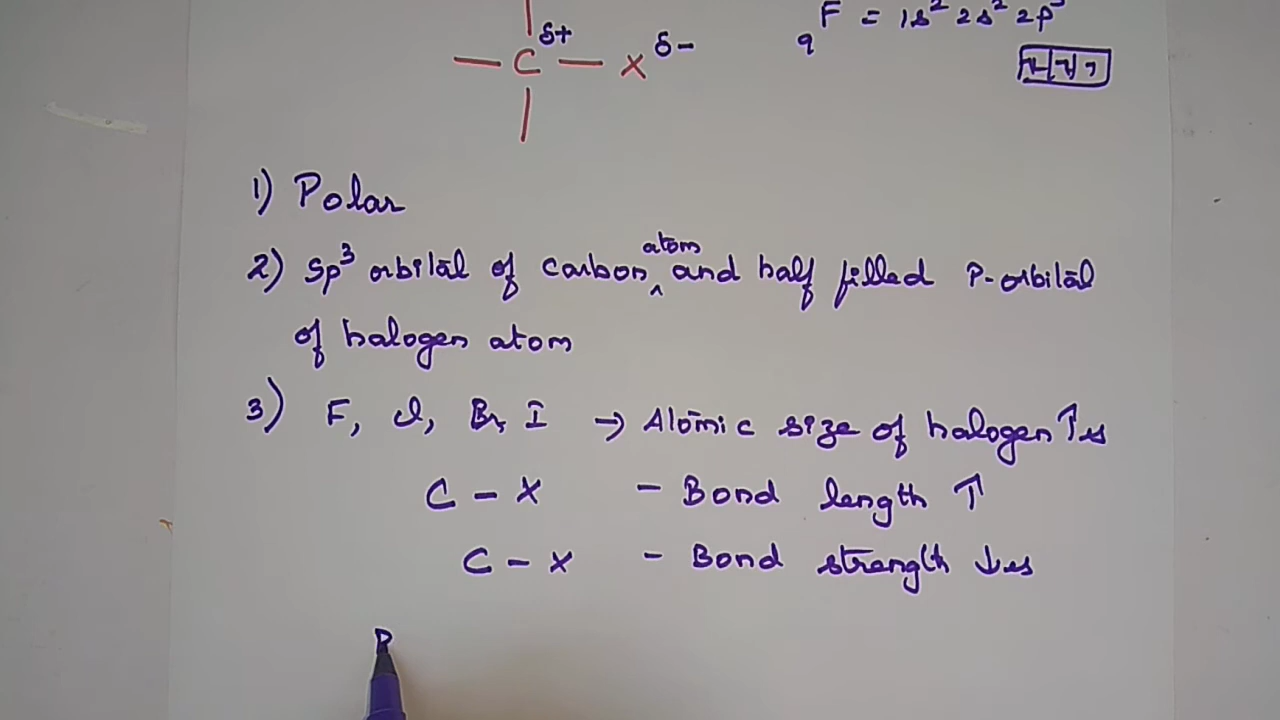 F = 1s² 2s² 2p⁵
9
C δ+ — X δ-
1) Polar
2) Sp³ orbital of carbon atom and half filled P-orbital
of halogen atom
3) F, Cl, Br, I → Atomic size of halogen ↑es
C - X - Bond length ↑
C - X - Bond strength ↓es